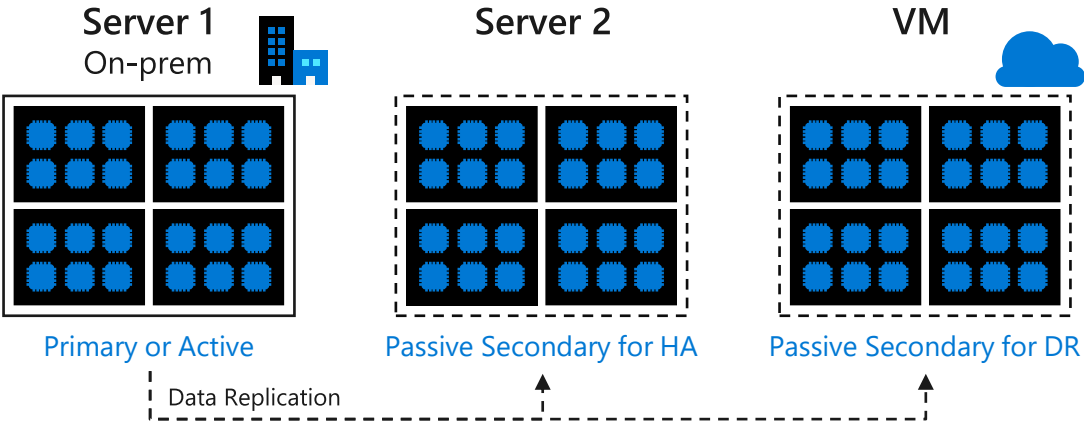 Server 1
On-prem
Server 2
VM
Primary or Active
Passive Secondary for HA
Passive Secondary for DR
Data Replication